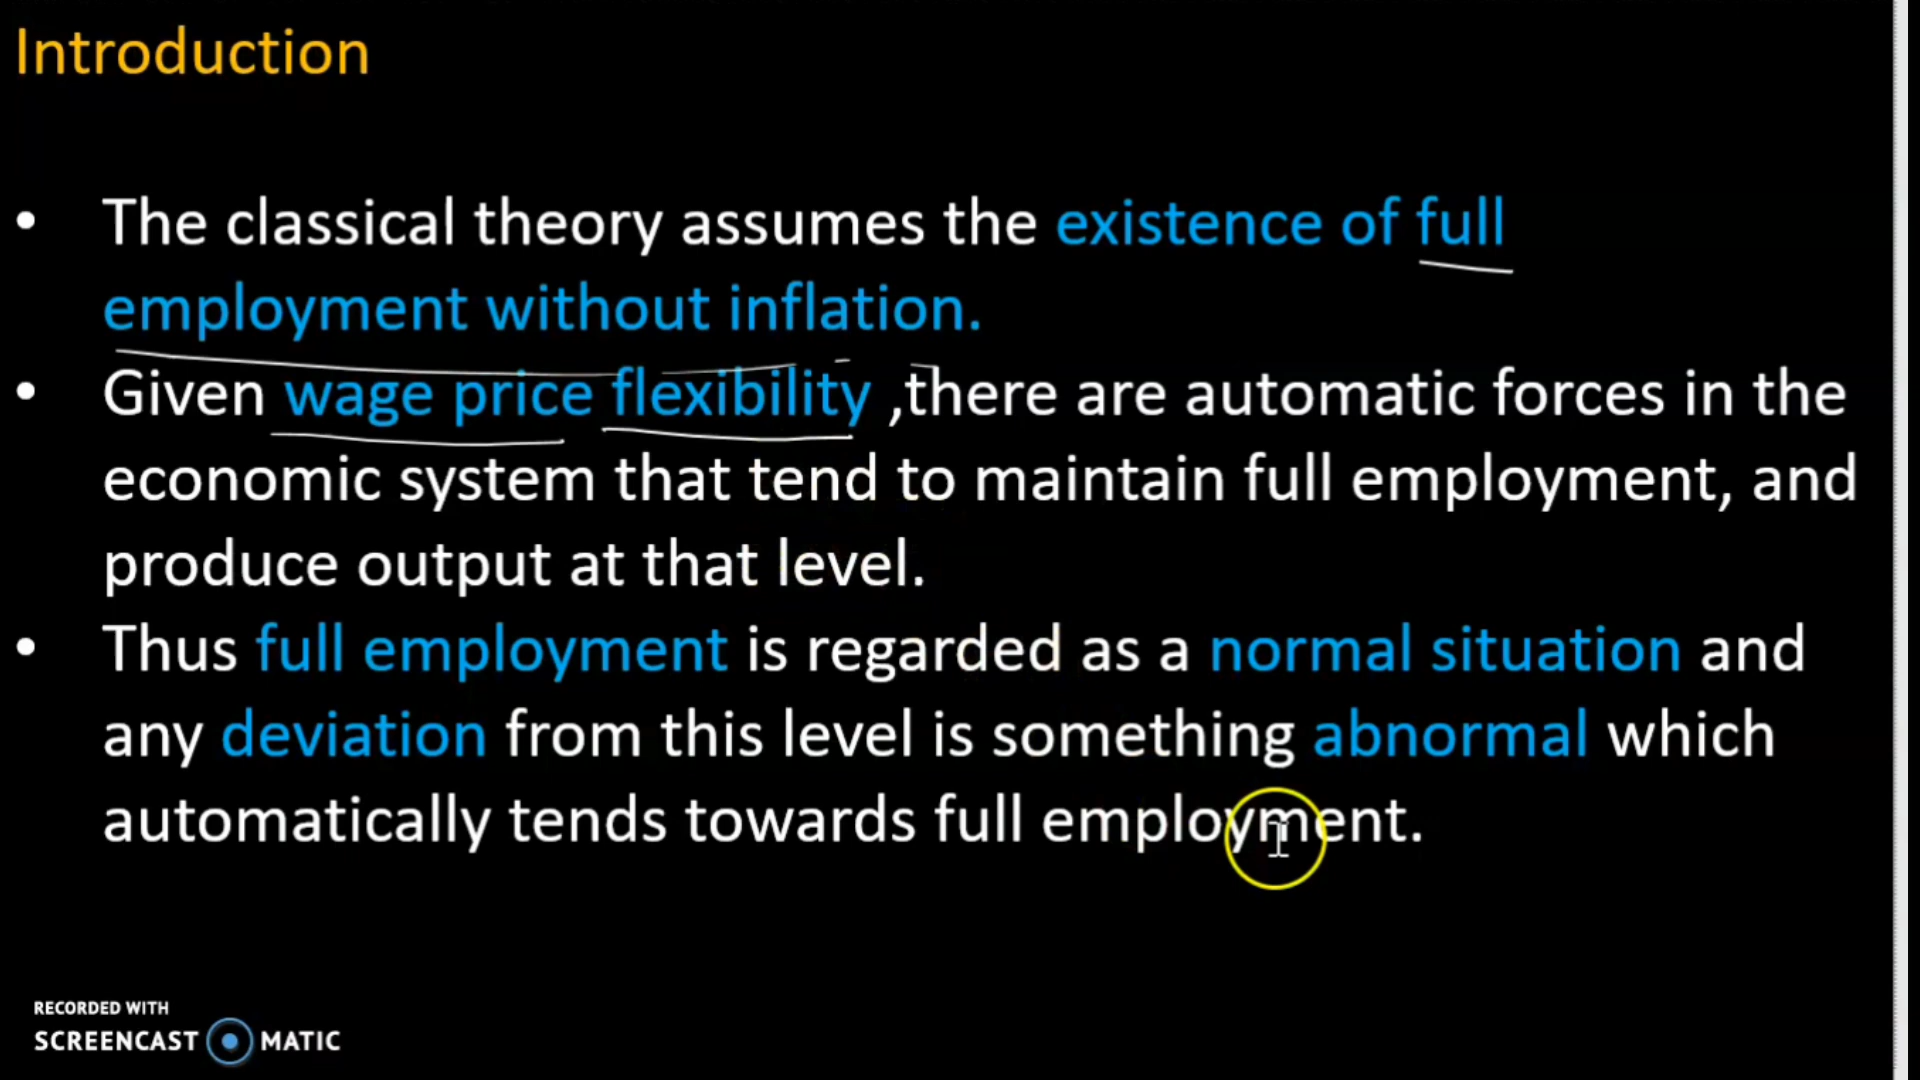 Introduction
• The classical theory assumes the existence of full
employment without inflation.
• Given wage price flexibility ,there are automatic forces in the
economic system that tend to maintain full employment, and
produce output at that level.
• Thus full employment is regarded as a normal situation and
any deviation from this level is something abnormal which
automatically tends towards full employment.
RECORDED WITH
SCREENCAST MATIC